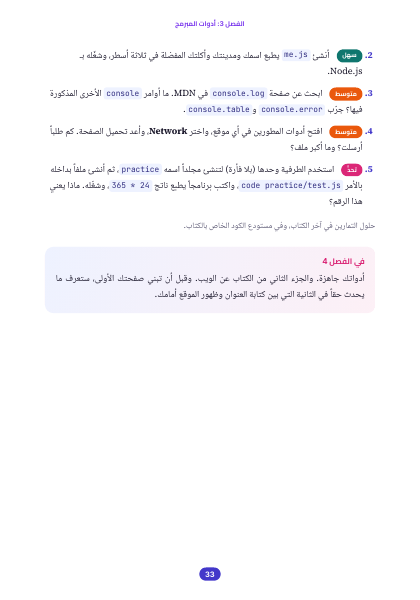 الفصل 3: أدوات المبرمج
2. سهل أنشئ me.js يطبع اسمك ومدينتك وأكلتك المفضلة في ثلاثة أسطر، وشغّله بـ
Node.js.
3. متوسط ابحث عن صفحة console.log في MDN. ما أوامر console الأخرى المذكورة
فيها؟ جرّب console.error و console.table.
4. متوسط افتح أدوات المطورين في أي موقع، واختر Network، وأعد تحميل الصفحة. كم طلباً
أُرسلت؟ وما أكبر ملف؟
5. تحدٍّ استخدم الطرفية وحدها (بلا فأرة) لتنشئ مجلداً اسمه practice، ثم أنشئ ملفاً بداخله
بالأمر code practice/test.js، واكتب برنامجاً يطبع ناتج 24 * 365، وشغّله. ماذا يعني
هذا الرقم؟
حلول التمارين في آخر الكتاب، وفي مستودع الكود الخاص بالكتاب.
في الفصل 4
أدواتك جاهزة. والجزء الثاني من الكتاب عن الويب، وقبل أن تبني صفحتك الأولى، ستعرف ما
يحدث حقاً في الثانية التي بين كتابة العنوان وظهور الموقع أمامك.
33